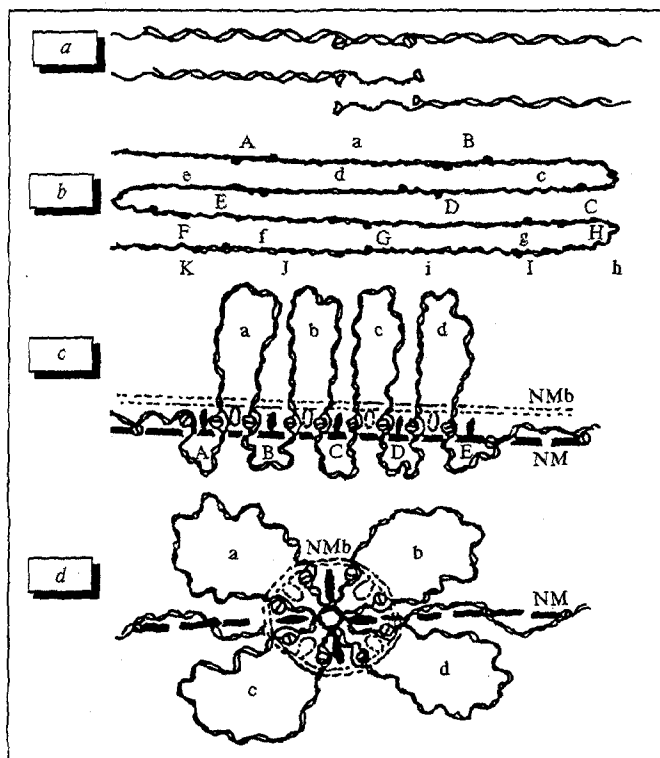 a
A a B
b
e d c
E D C
F f G g H
K J i I h
c
a b c d
NMb
A B C D E
NM
d
a NMb b
NM
c d